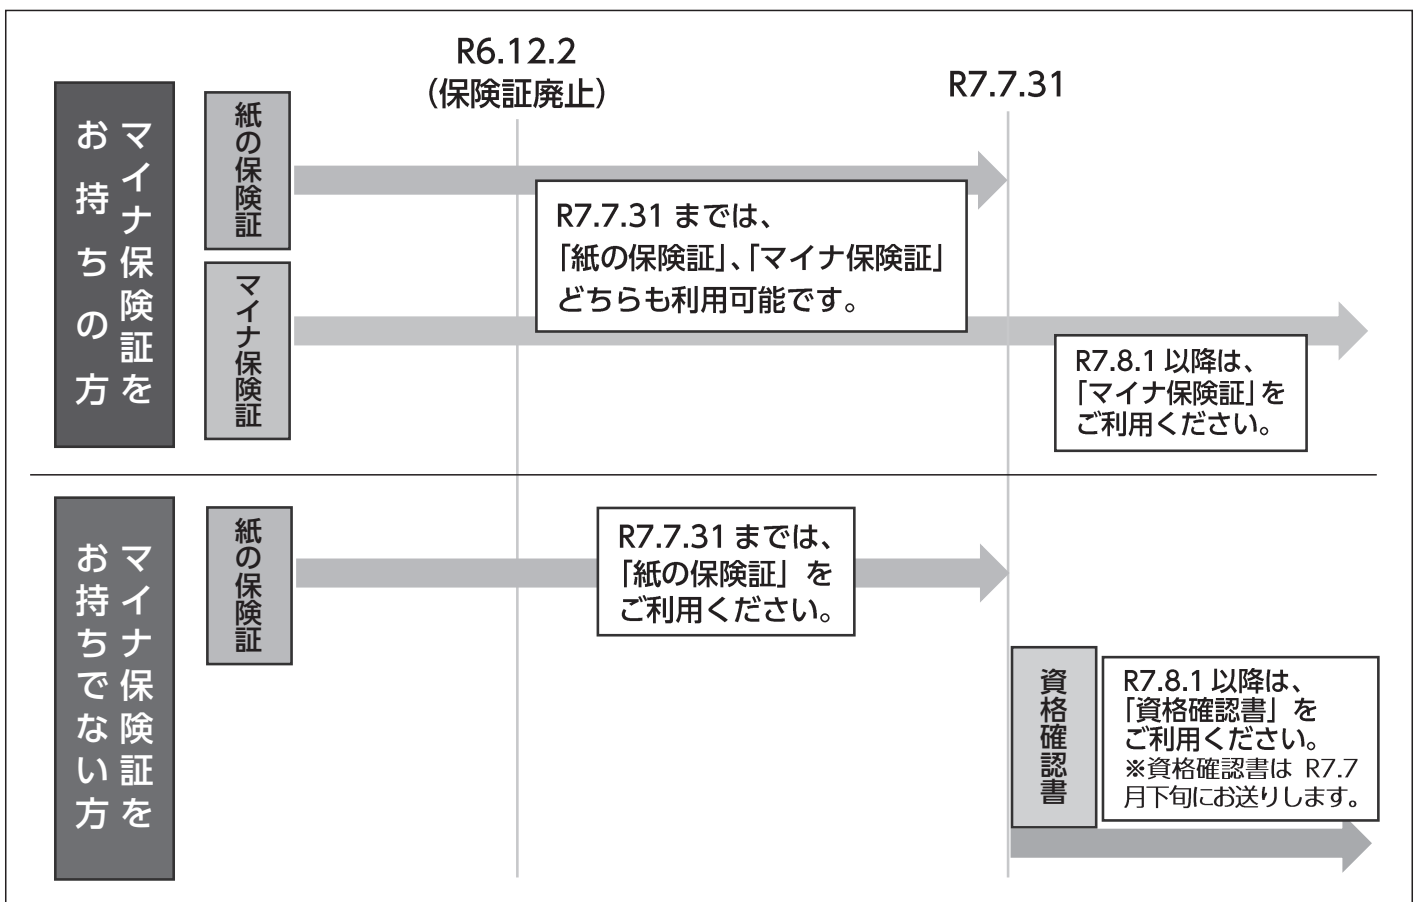 R6.12.2
（保険証廃止）
R7.7.31
マイナ保険証を
お持ちの方
紙の保険証
R7.7.31 までは、
「紙の保険証」、「マイナ保険証」
どちらも利用可能です。
マイナ保険証
R7.8.1 以降は、
「マイナ保険証」を
ご利用ください。
マイナ保険証を
お持ちでない方
紙の保険証
R7.7.31 までは、
「紙の保険証」を
ご利用ください。
資格確認書
R7.8.1 以降は、
「資格確認書」を
ご利用ください。
※資格確認書は R7.7
月下旬にお送りします。